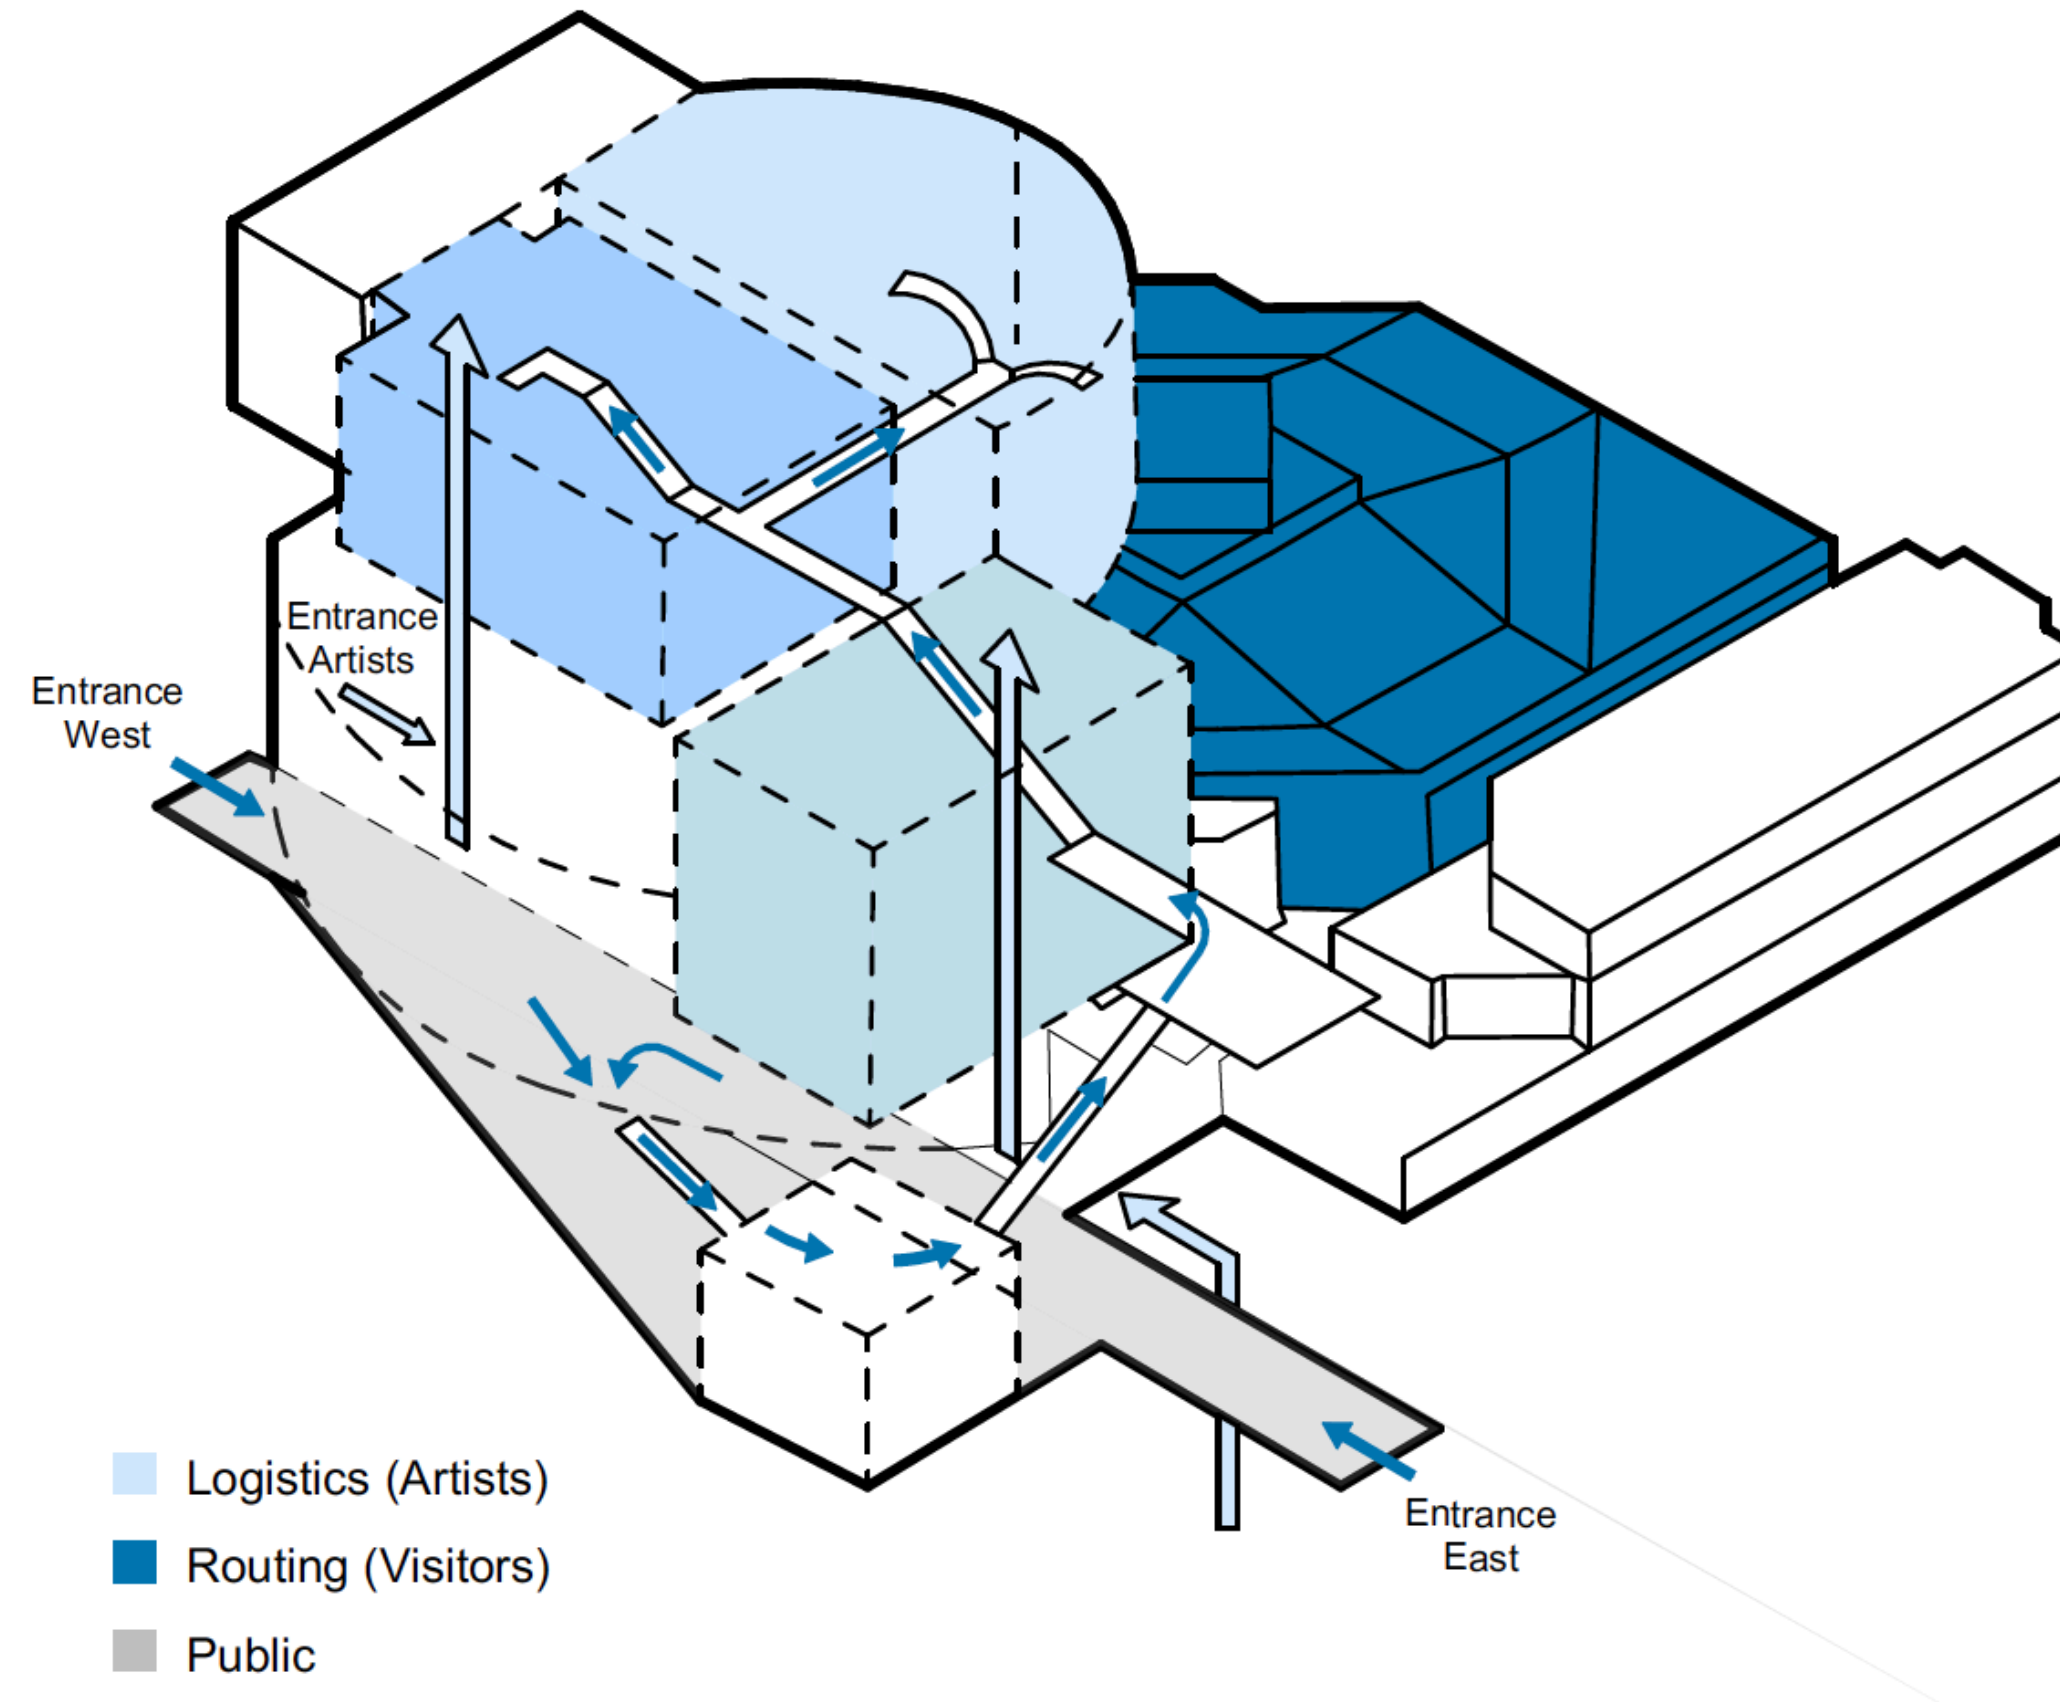 Entrance
Artists
Entrance
West
Entrance
East
Logistics (Artists)
Routing (Visitors)
Public